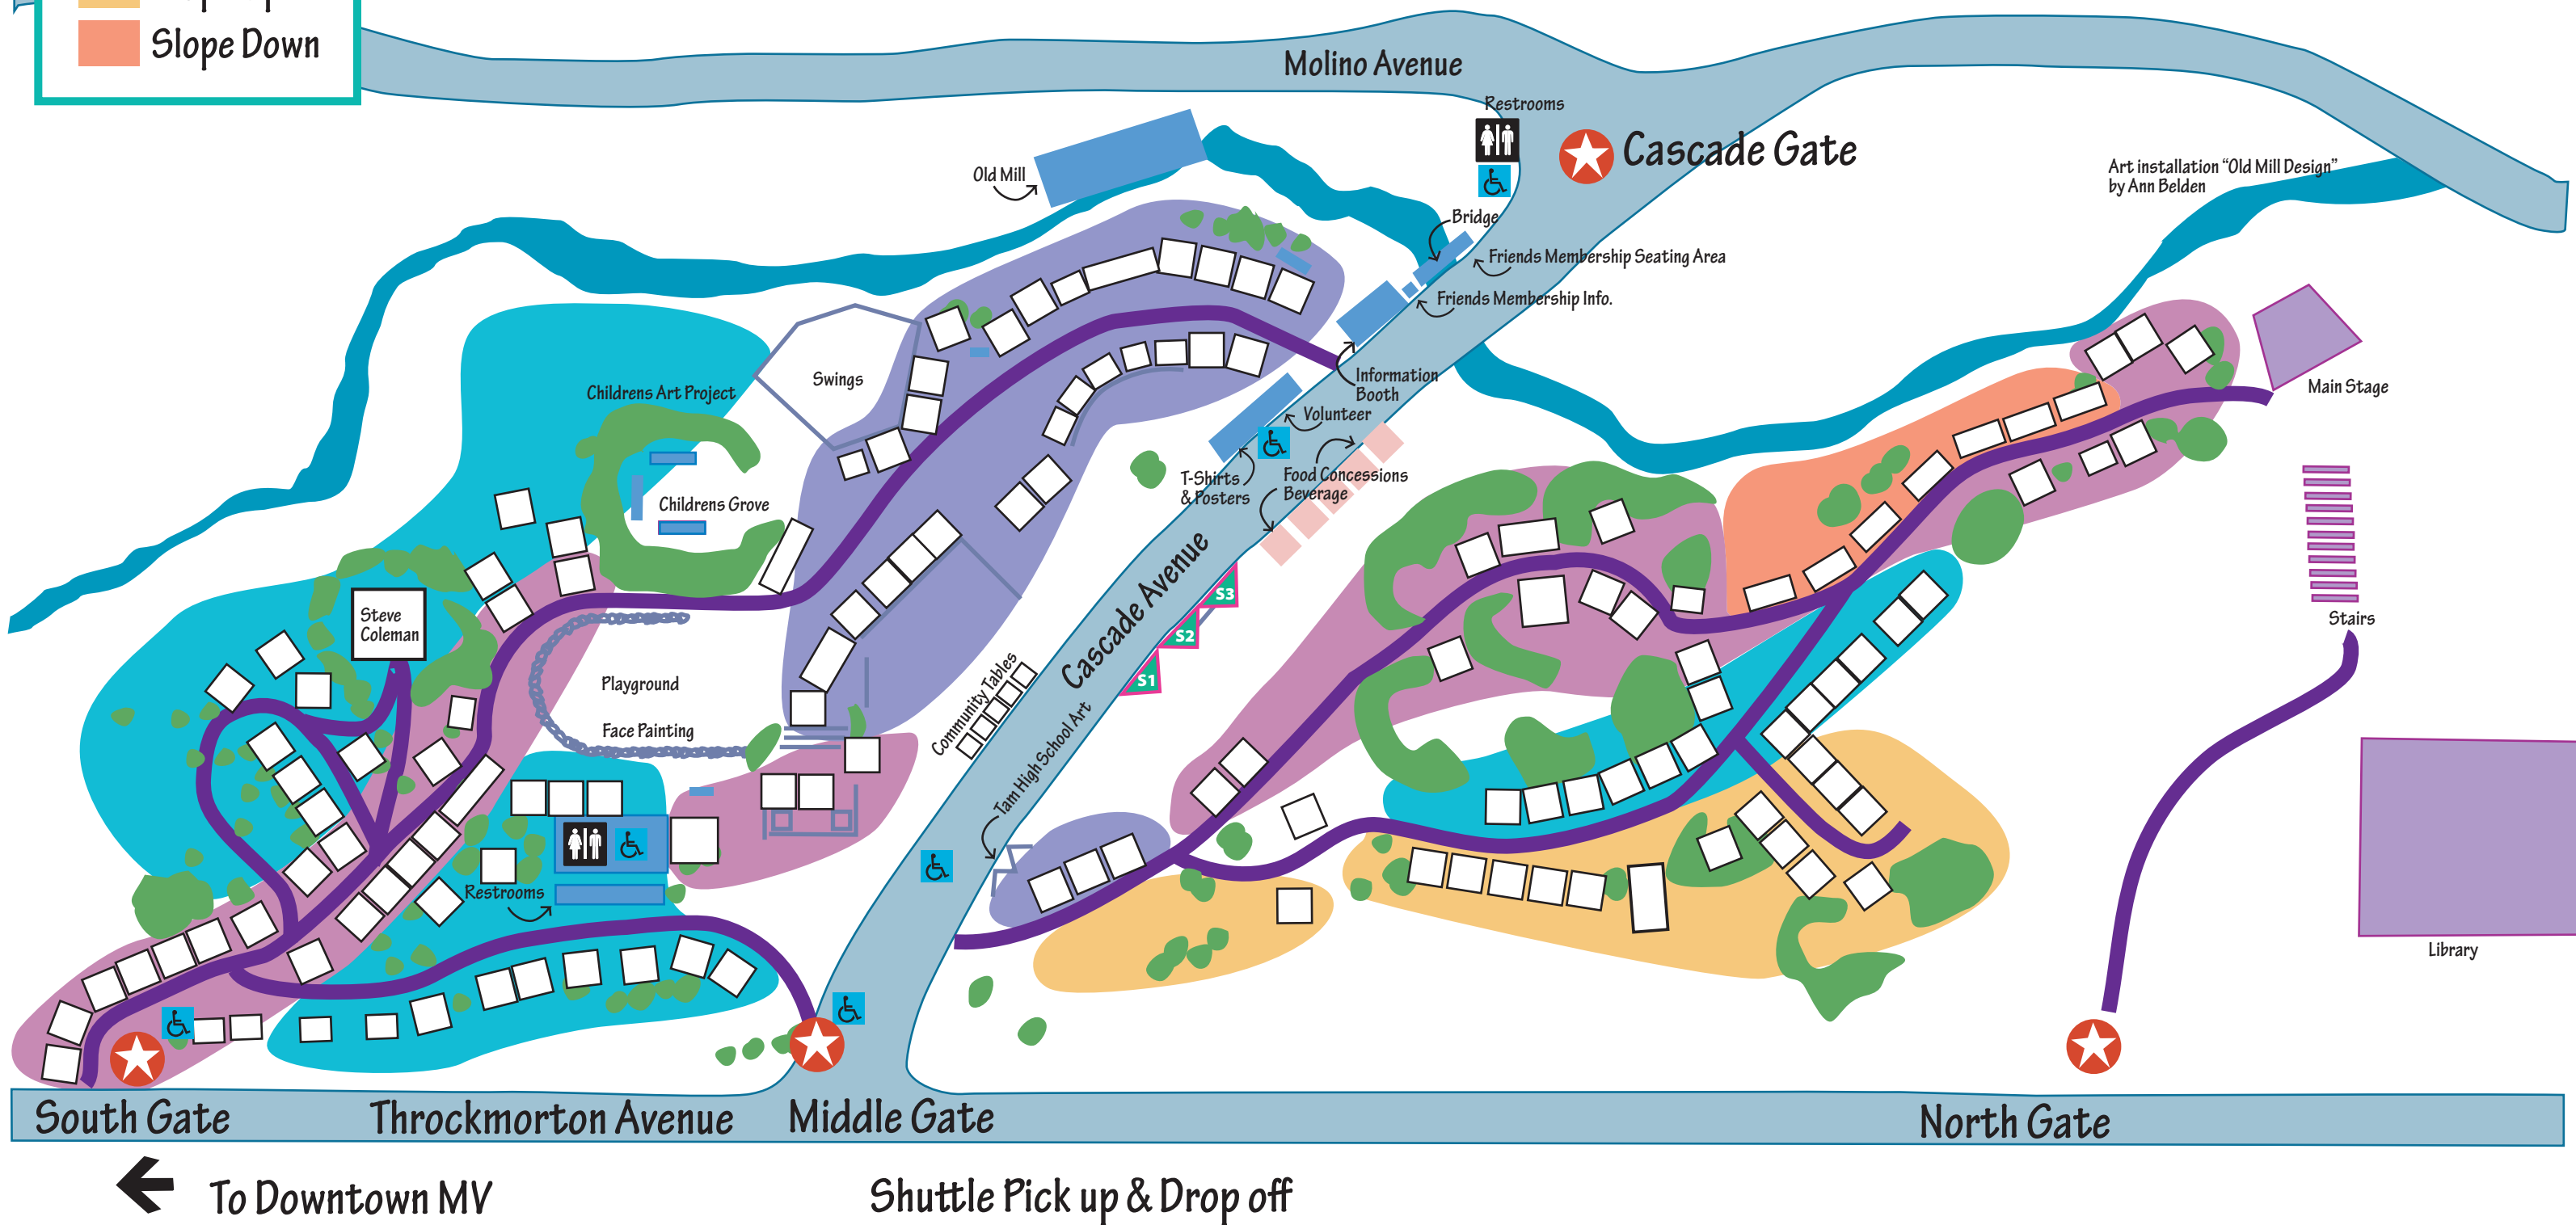 Slope Down
Molino Avenue
Restrooms
Cascade Gate
Old Mill
Art installation “Old Mill Design”
by Ann Belden
Bridge
Friends Membership Seating Area
Friends Membership Info.
Swings
Childrens Art Project
Information
Booth
Main Stage
Volunteer
T-Shirts
& Posters
Food Concessions
Beverage
Childrens Grove
Cascade Avenue
S3
S2
S1
Steve
Coleman
Stairs
Playground
Face Painting
Community Tables
Tam High School Art
Restrooms
Library
South Gate
Throckmorton Avenue
Middle Gate
North Gate
To Downtown MV
Shuttle Pick up & Drop off